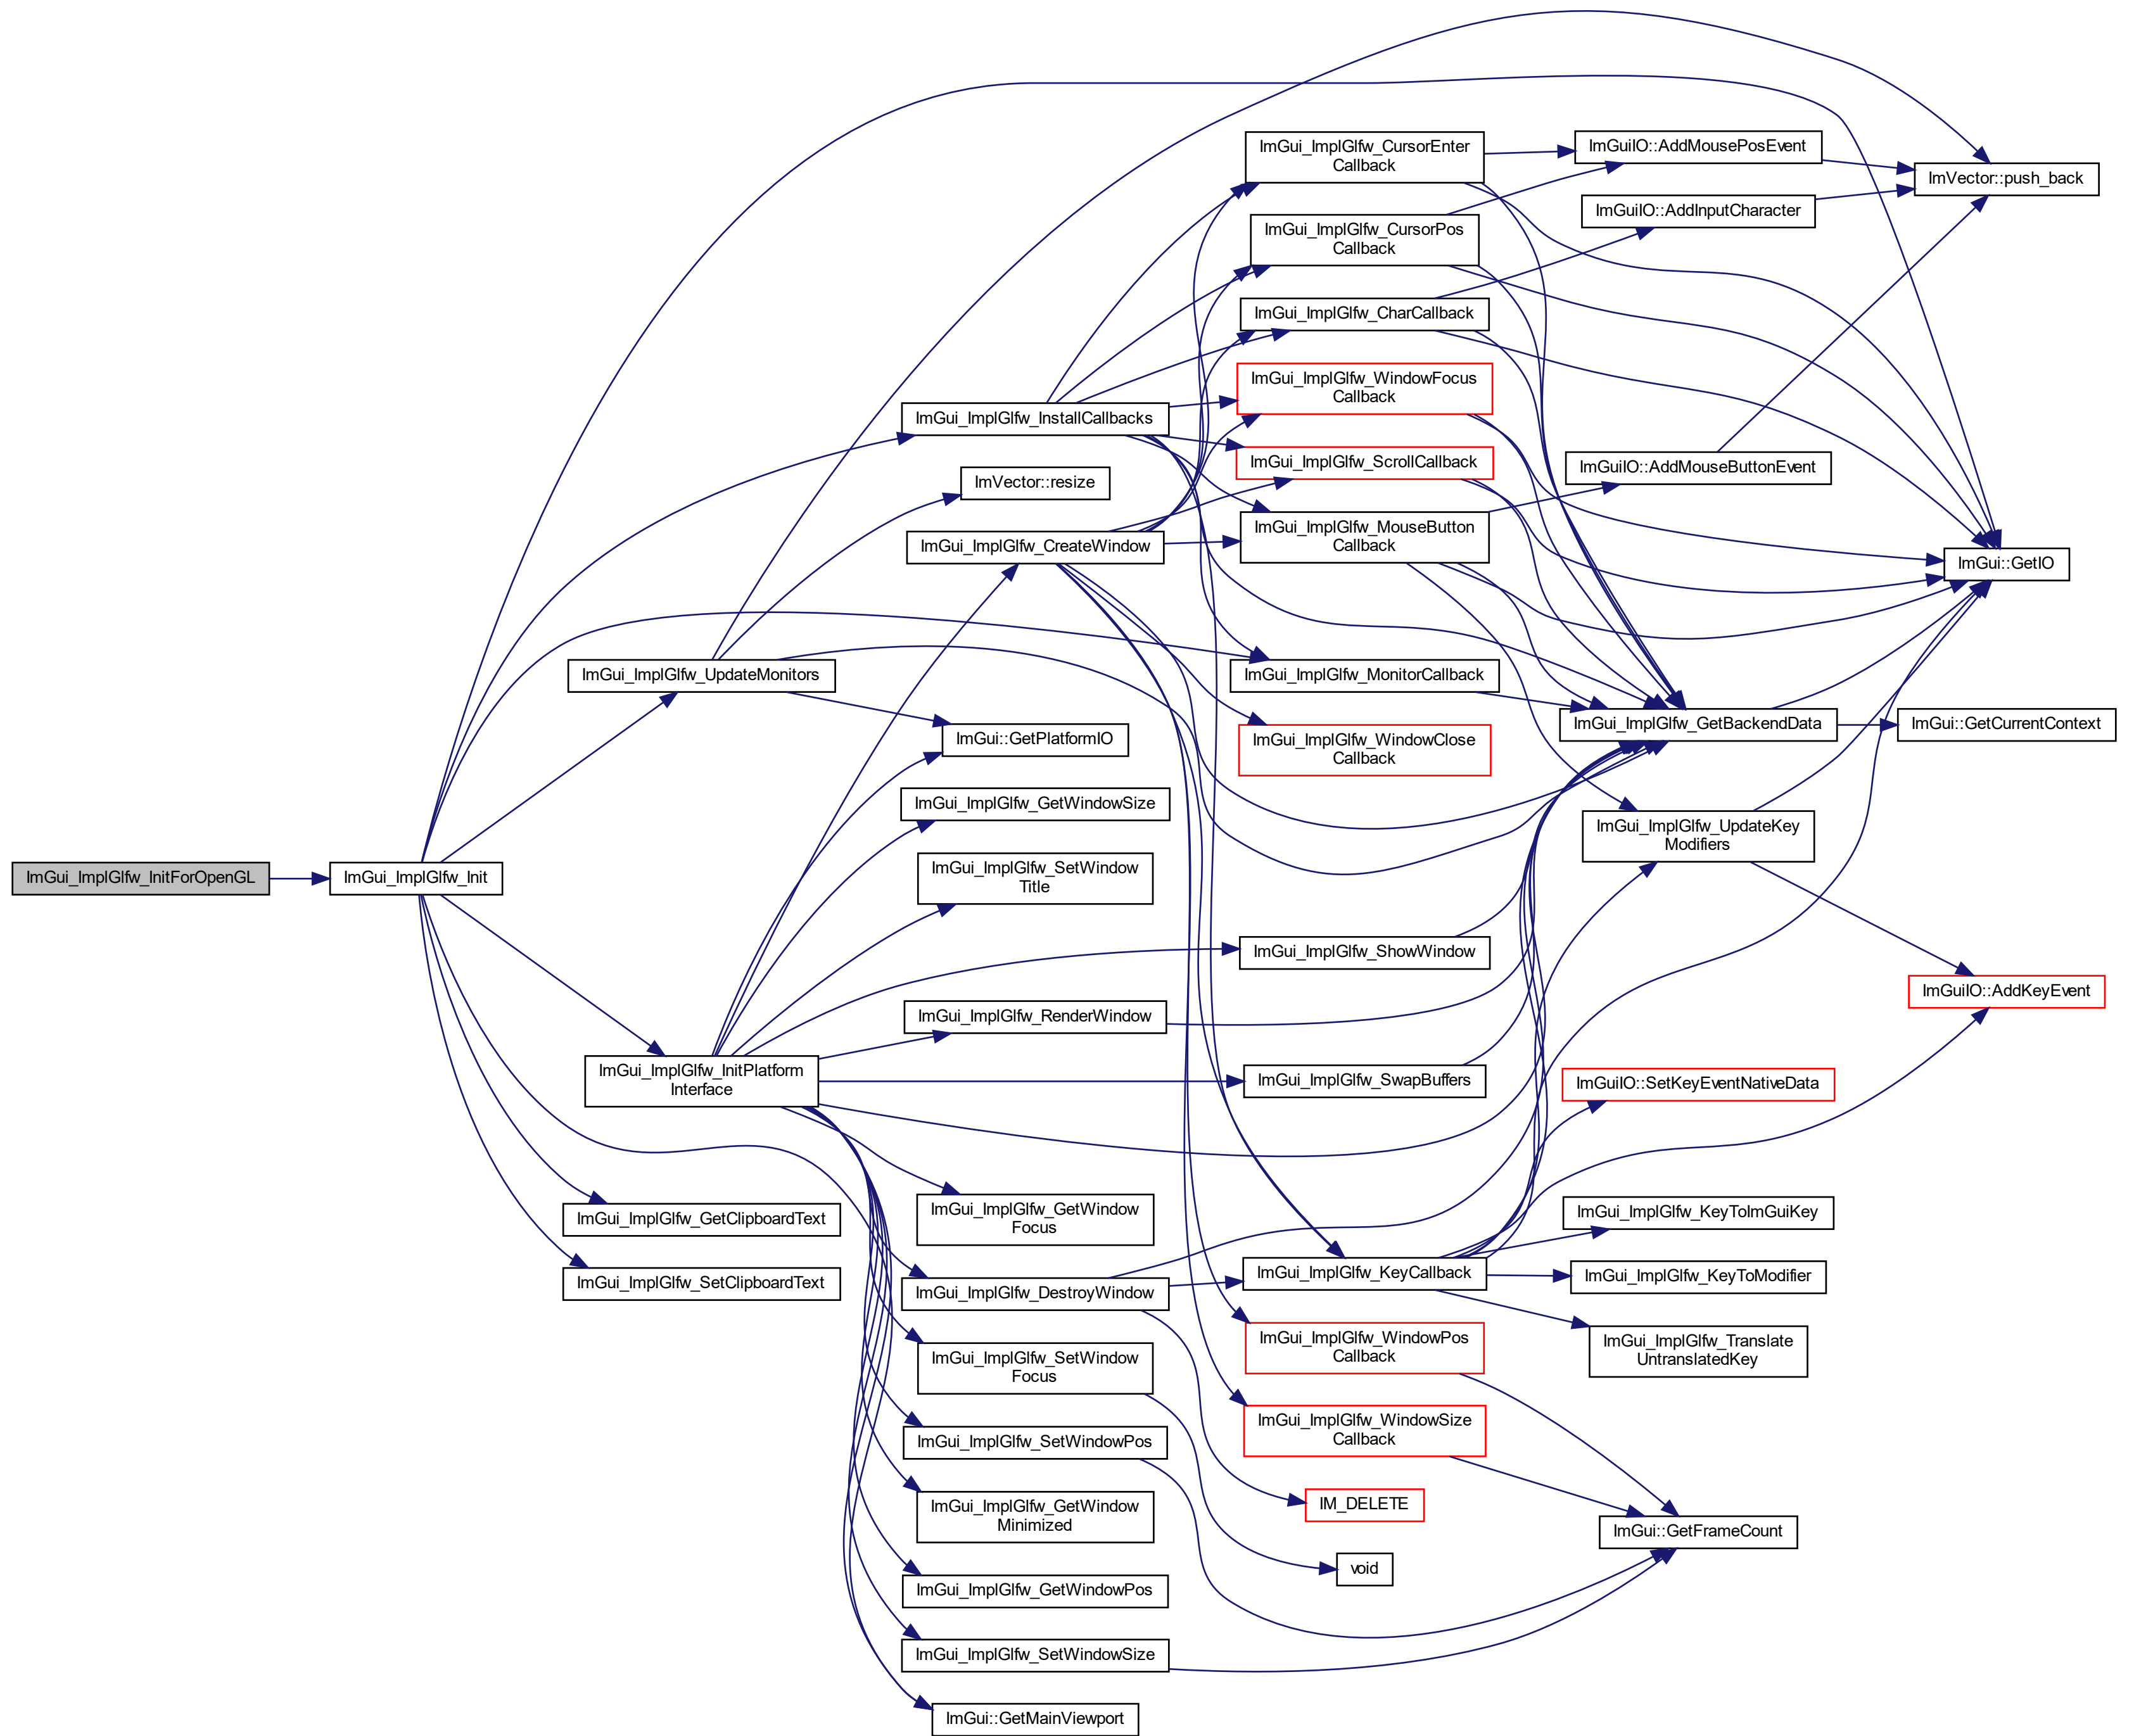 ImGui_ImplGlfw_InitForOpenGL
ImGui_ImplGlfw_Init
ImGui_ImplGlfw_UpdateMonitors
ImGui_ImplGlfw_InitPlatform
Interface
ImGui_ImplGlfw_GetClipboardText
ImGui_ImplGlfw_SetClipboardText
ImGui_ImplGlfw_InstallCallbacks
ImVector::resize
ImGui_ImplGlfw_CreateWindow
ImGui::GetPlatformIO
ImGui_ImplGlfw_GetWindowSize
ImGui_ImplGlfw_SetWindow
Title
ImGui_ImplGlfw_RenderWindow
ImGui_ImplGlfw_GetWindow
Focus
ImGui_ImplGlfw_DestroyWindow
ImGui_ImplGlfw_SetWindow
Focus
ImGui_ImplGlfw_SetWindowPos
ImGui_ImplGlfw_GetWindow
Minimized
ImGui_ImplGlfw_GetWindowPos
ImGui_ImplGlfw_SetWindowSize
ImGui::GetMainViewport
ImGui_ImplGlfw_CursorEnter
Callback
ImGui_ImplGlfw_CursorPos
Callback
ImGui_ImplGlfw_CharCallback
ImGui_ImplGlfw_WindowFocus
Callback
ImGui_ImplGlfw_ScrollCallback
ImGui_ImplGlfw_MouseButton
Callback
ImGui_ImplGlfw_MonitorCallback
ImGui_ImplGlfw_WindowClose
Callback
ImGui_ImplGlfw_ShowWindow
ImGui_ImplGlfw_SwapBuffers
ImGui_ImplGlfw_KeyCallback
ImGui_ImplGlfw_WindowPos
Callback
ImGui_ImplGlfw_WindowSize
Callback
IM_DELETE
void
ImGuiIO::AddMousePosEvent
ImGuiIO::AddInputCharacter
ImGuiIO::AddMouseButtonEvent
ImGui_ImplGlfw_GetBackendData
ImGui_ImplGlfw_UpdateKey
Modifiers
ImGuiIO::SetKeyEventNativeData
ImGui_ImplGlfw_KeyToImGuiKey
ImGui_ImplGlfw_KeyToModifier
ImGui_ImplGlfw_Translate
UntranslatedKey
ImGui::GetFrameCount
ImVector::push_back
ImGui::GetIO
ImGui::GetCurrentContext
ImGuiIO::AddKeyEvent